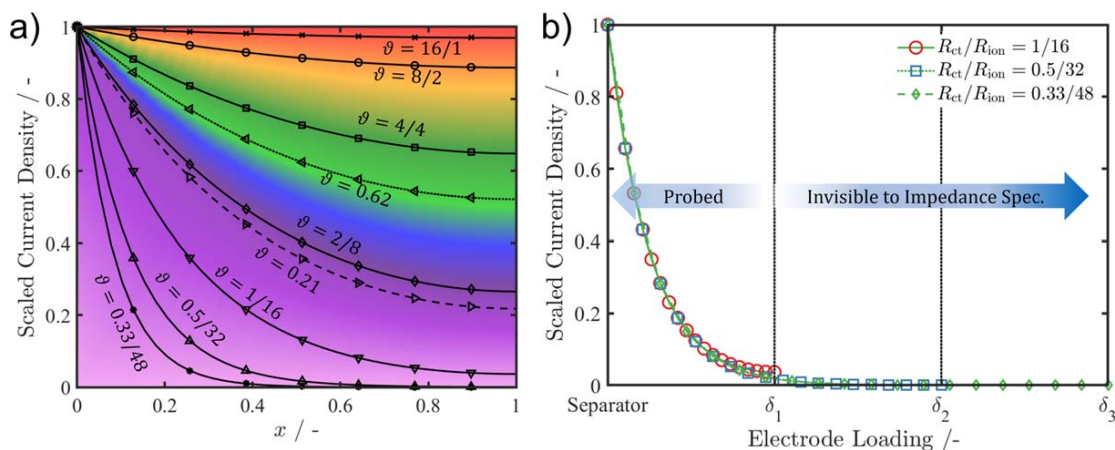 a)
Scaled Current Density / -
1
0.8
0.6
0.4
0.2
0
ϑ = 16/1
ϑ = 8/2
ϑ = 4/4
ϑ = 0.62
ϑ = 2/8
ϑ = 0.21
ϑ = 1/16
ϑ = 0.5/32
ϑ = 0.33/48
0 0.2 0.4 0.6 0.8 1
x / -
b)
Scaled Current Density / -
1
0.8
0.6
0.4
0.2
0
R_ct/R_ion = 1/16
R_ct/R_ion = 0.5/32
R_ct/R_ion = 0.33/48
Probed Invisible to Impedance Spec.
Separator δ₁ δ₂ δ₃
Electrode Loading /-